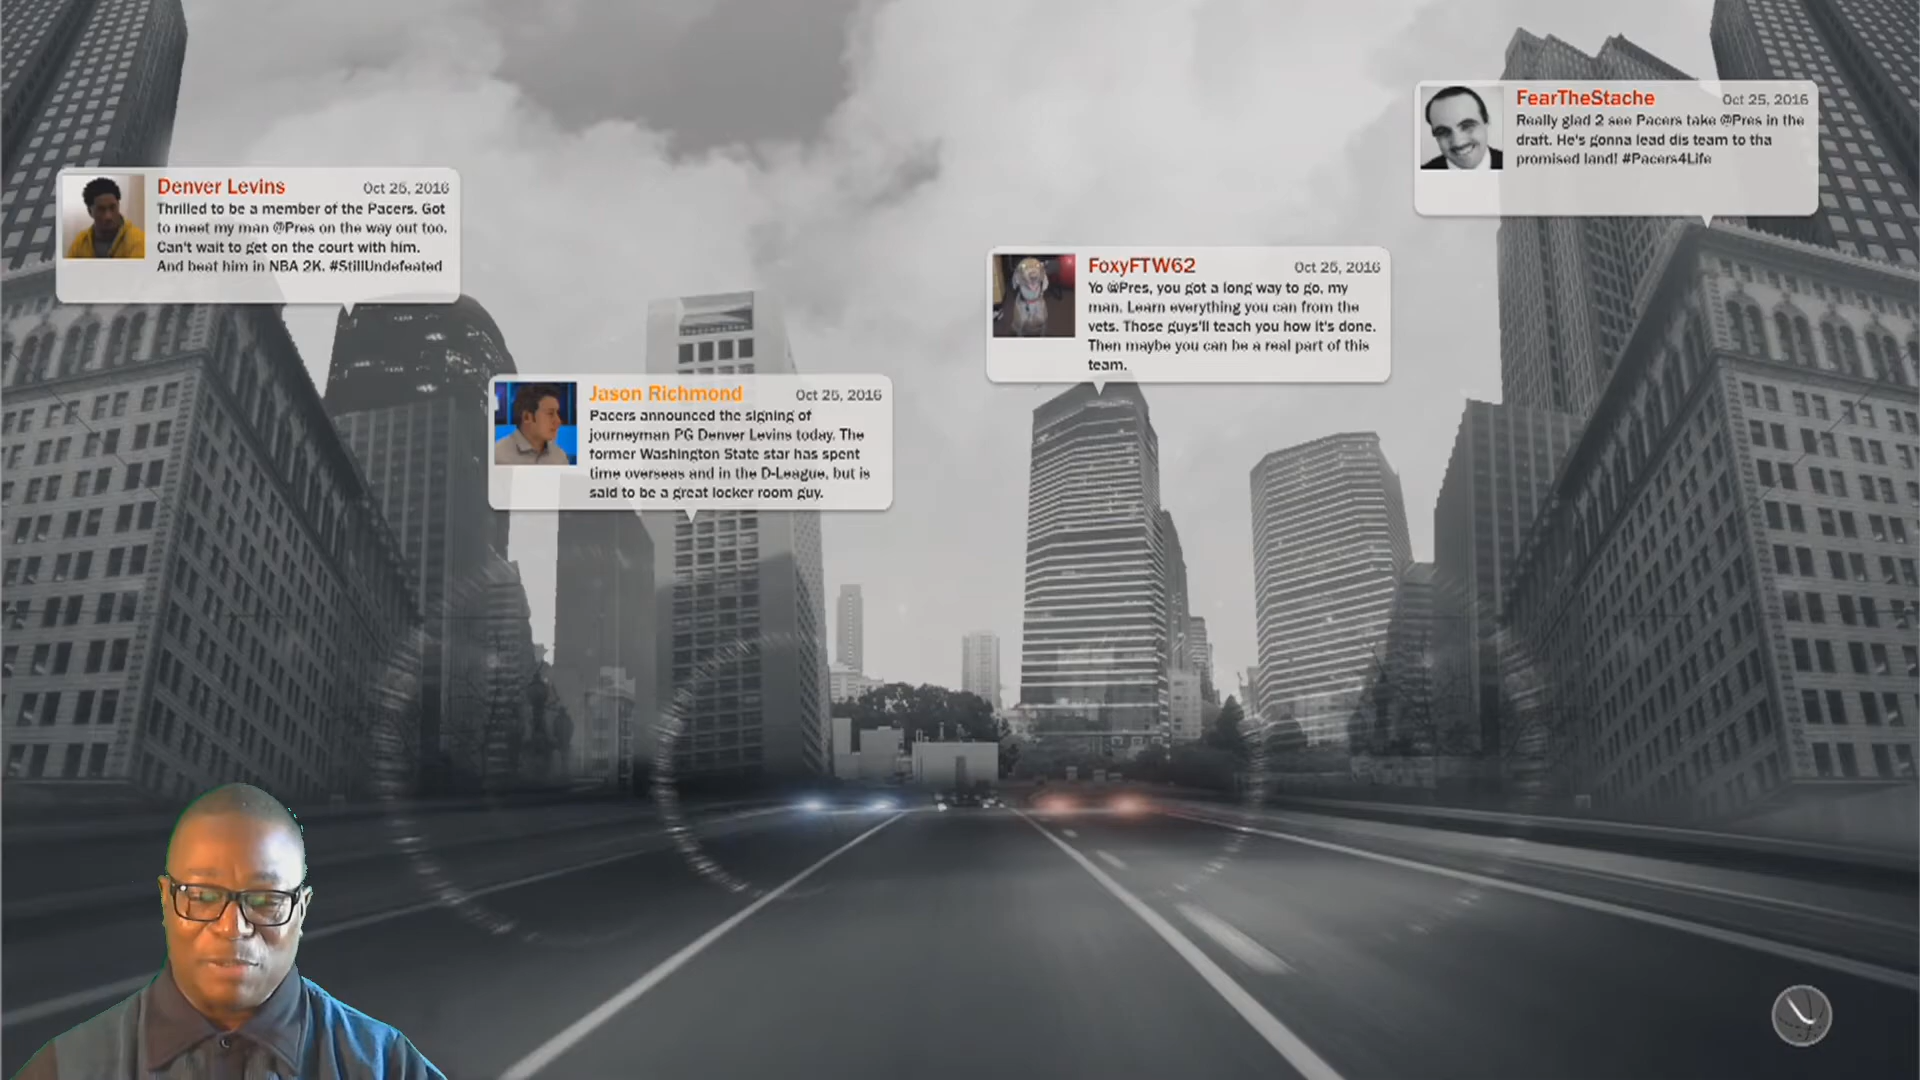 Denver Levins Oct 25, 2016
Thrilled to be a member of the Pacers. Got
to meet my man @Pres on the way out too.
Can't wait to get on the court with him.
And beat him in NBA 2K. #StillUndefeated
Jason Richmond Oct 25, 2016
Pacers announced the signing of
journeyman PG Denver Levins today. The
former Washington State star has spent
time overseas and in the D-League, but is
said to be a great locker room guy.
FoxyFTW62 Oct 25, 2016
Yo @Pres, you got a long way to go, my
man. Learn everything you can from the
vets. Those guys'll teach you how it's done.
Then maybe you can be a real part of this
team.
FearTheStache Oct 25, 2016
Really glad 2 see Pacers take @Pres in the
draft. He's gonna lead dis team to tha
promised land! #Pacers4Life